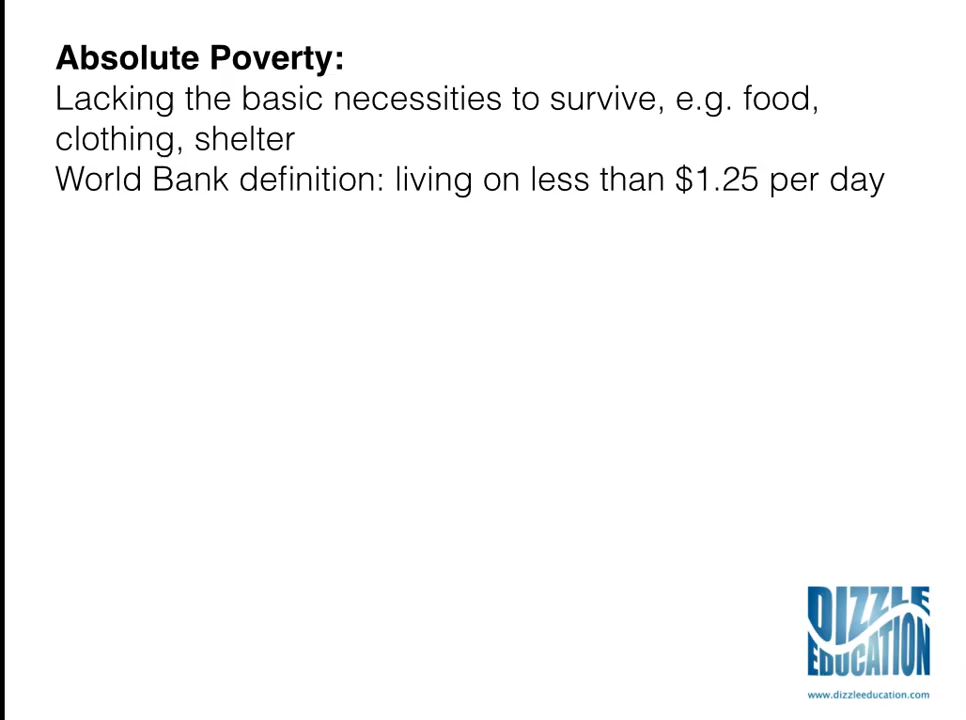 Absolute Poverty:
Lacking the basic necessities to survive, e.g. food,
clothing, shelter
World Bank definition: living on less than $1.25 per day
DIZZLE
EDUCATION
www.dizzleeducation.com